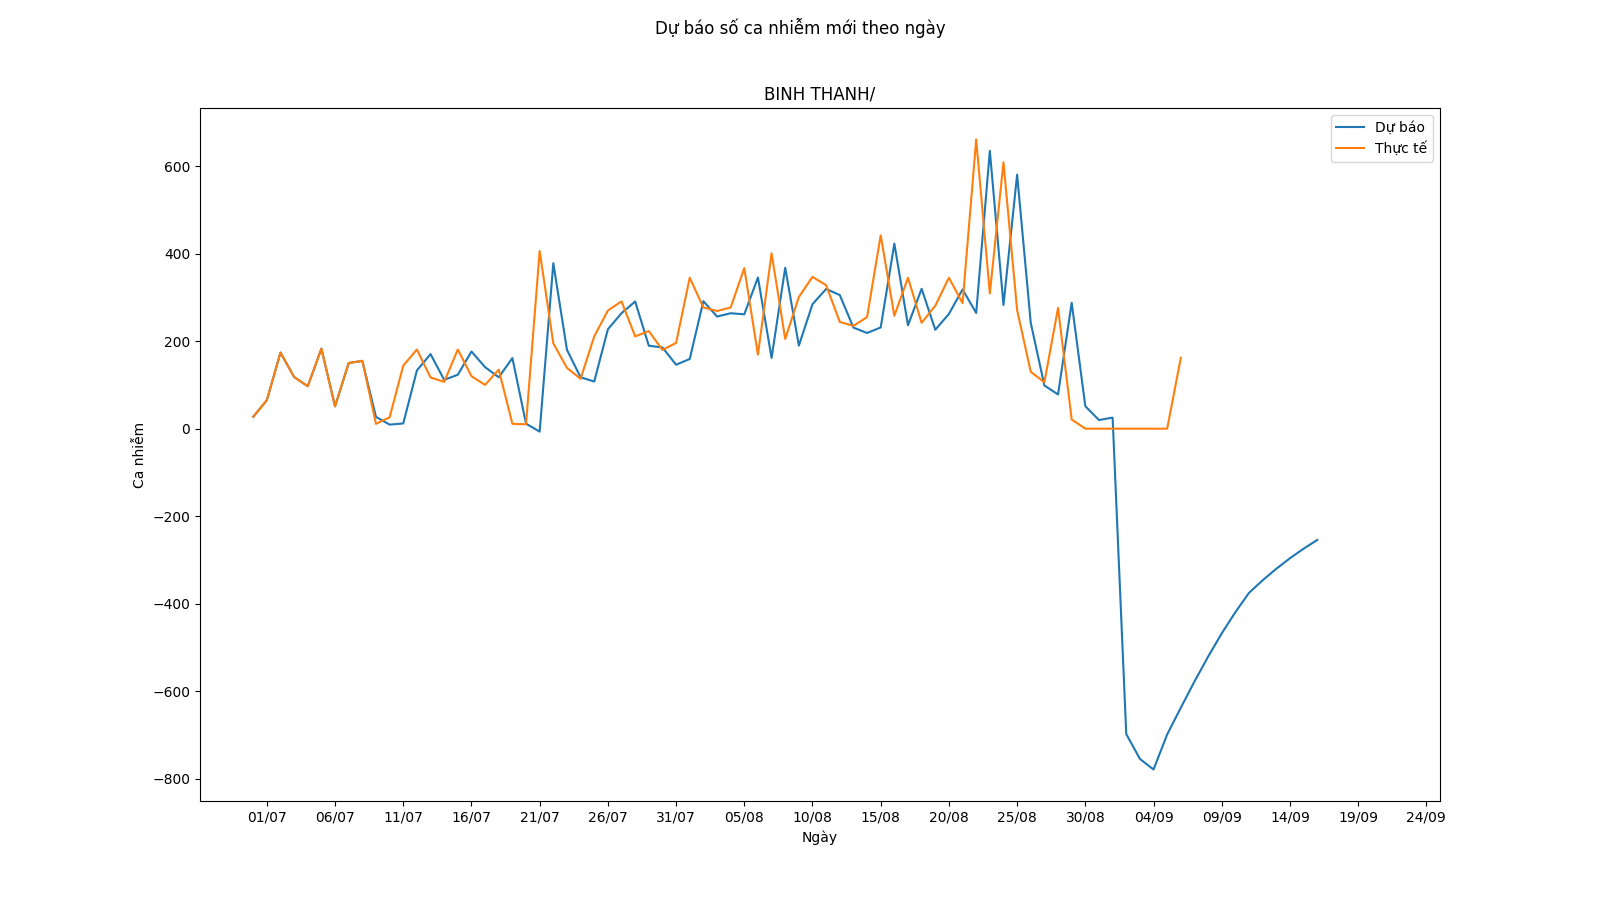 Dự báo số ca nhiễm mới theo ngày
BINH THANH/
Dự báo
Thực tế
600
400
200
0
−200
−400
−600
−800
Ca nhiễm
01/07 06/07 11/07 16/07 21/07 26/07 31/07 05/08 10/08 15/08 20/08 25/08 30/08 04/09 09/09 14/09 19/09 24/09
Ngày